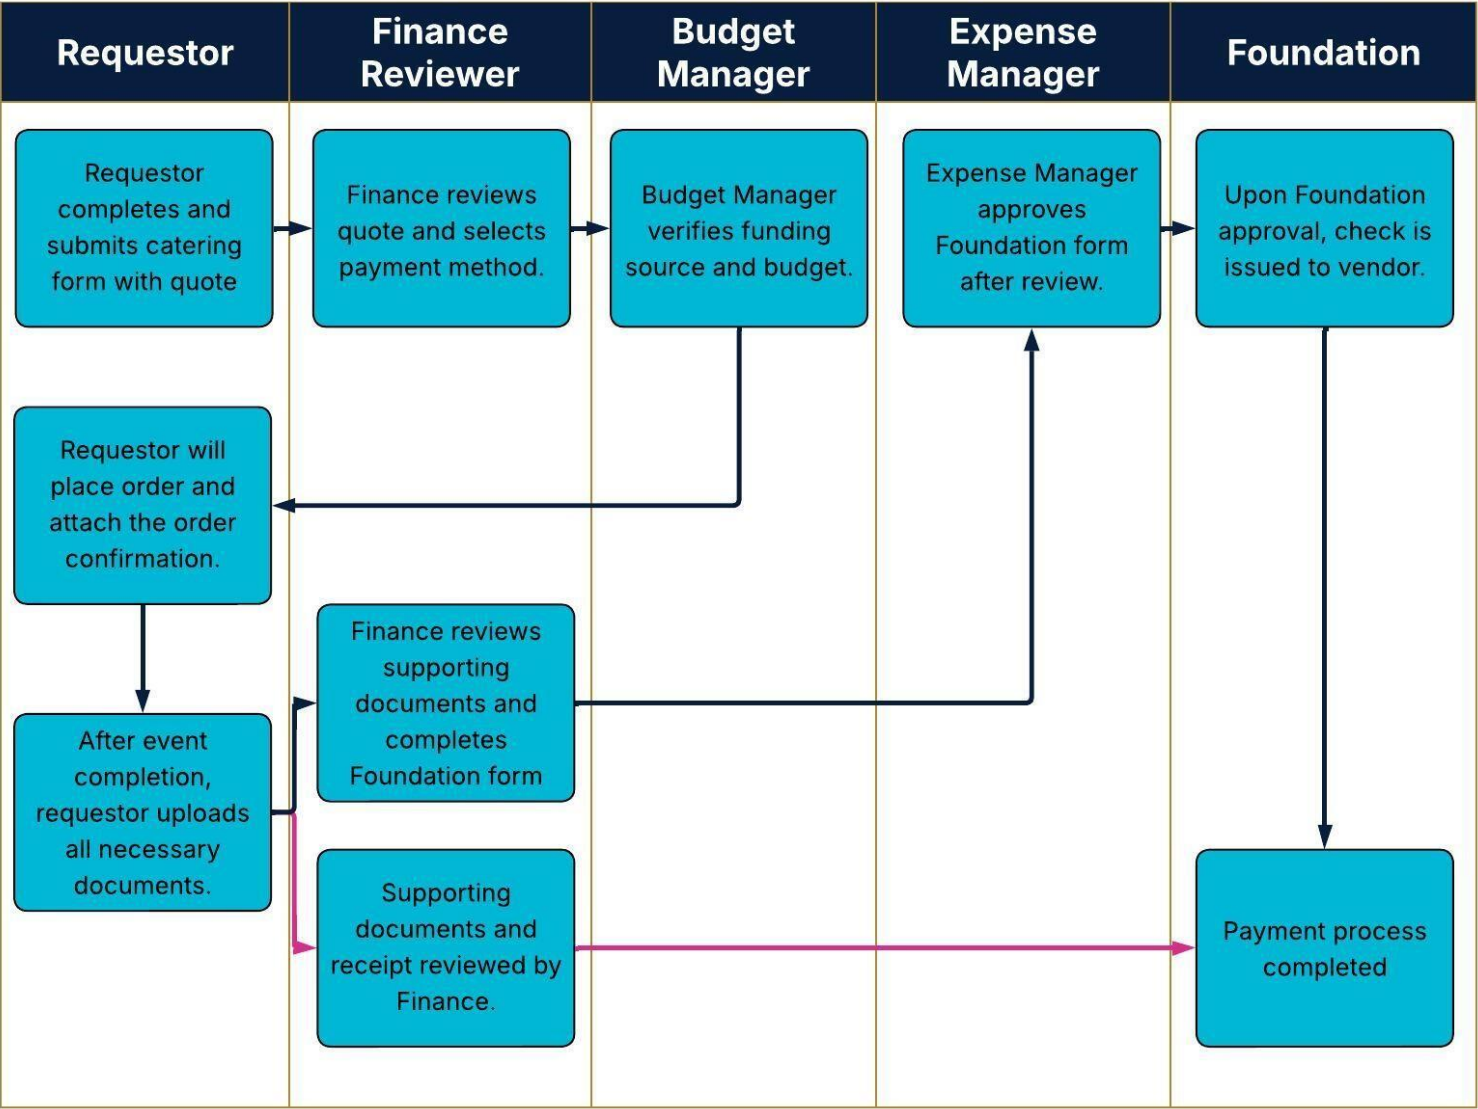 Requestor
Finance
Reviewer
Budget
Manager
Expense
Manager
Foundation
Requestor
completes and
submits catering
form with quote
Finance reviews
quote and selects
payment method.
Budget Manager
verifies funding
source and budget.
Expense Manager
approves
Foundation form
after review.
Upon Foundation
approval, check is
issued to vendor.
Requestor will
place order and
attach the order
confirmation.
Finance reviews
supporting
documents and
completes
Foundation form
After event
completion,
requestor uploads
all necessary
documents.
Supporting
documents and
receipt reviewed by
Finance.
Payment process
completed